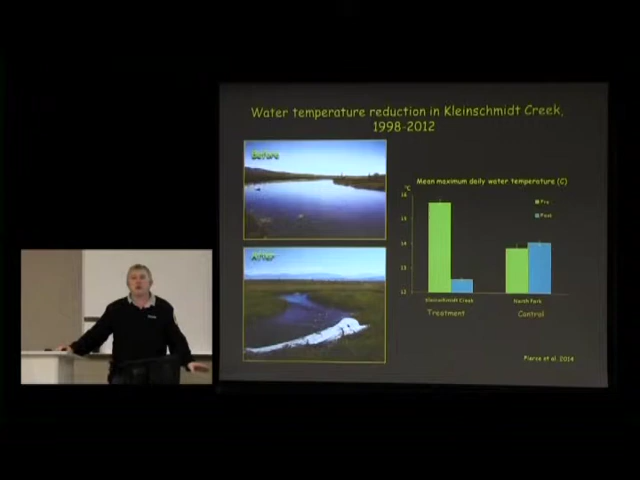 Water temperature reduction in Kleinschmidt Creek,
1998-2012
Before
After
Mean maximum daily water temperature (C)
°C
16
15
14
13
12
Pre
Post
Kleinschmidt Creek
North Fork
Treatment
Control
Pierce et al. 2014